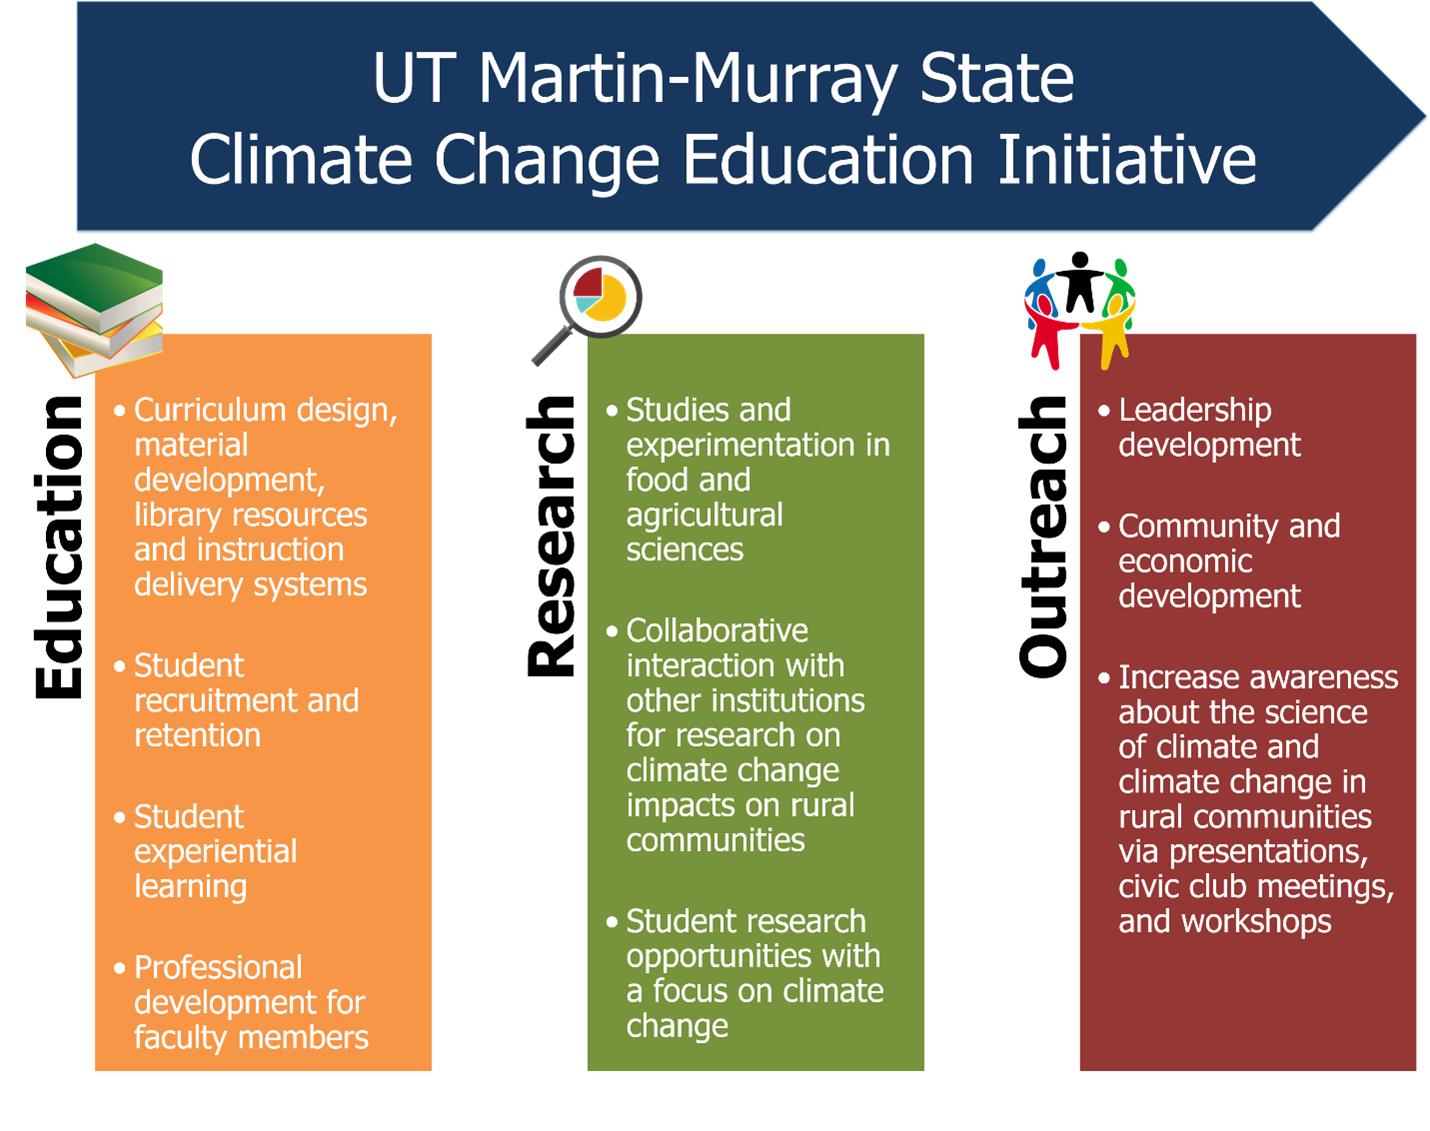 UT Martin-Murray State
Climate Change Education Initiative
Education
• Curriculum design,
material
development,
library resources
and instruction
delivery systems
• Student
recruitment and
retention
• Student
experiential
learning
• Professional
development for
faculty members
Research
• Studies and
experimentation in
food and
agricultural
sciences
• Collaborative
interaction with
other institutions
for research on
climate change
impacts on rural
communities
• Student research
opportunities with
a focus on climate
change
Outreach
• Leadership
development
• Community and
economic
development
• Increase awareness
about the science
of climate and
climate change in
rural communities
via presentations,
civic club meetings,
and workshops